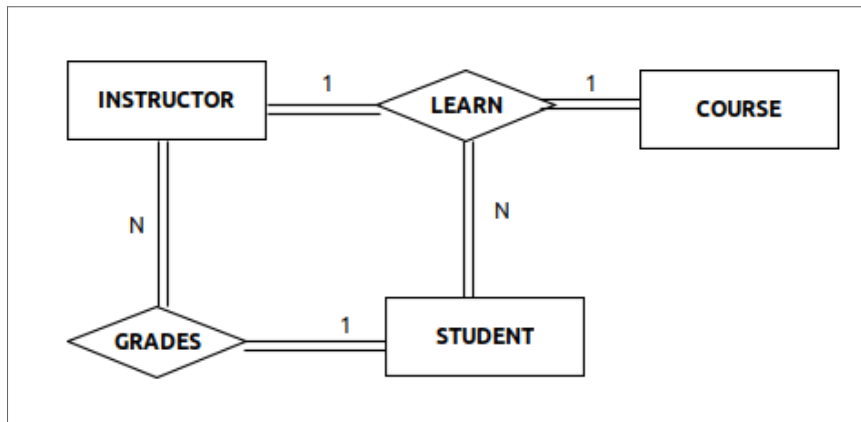 1
1
INSTRUCTOR
LEARN
COURSE
N
N
1
GRADES
STUDENT